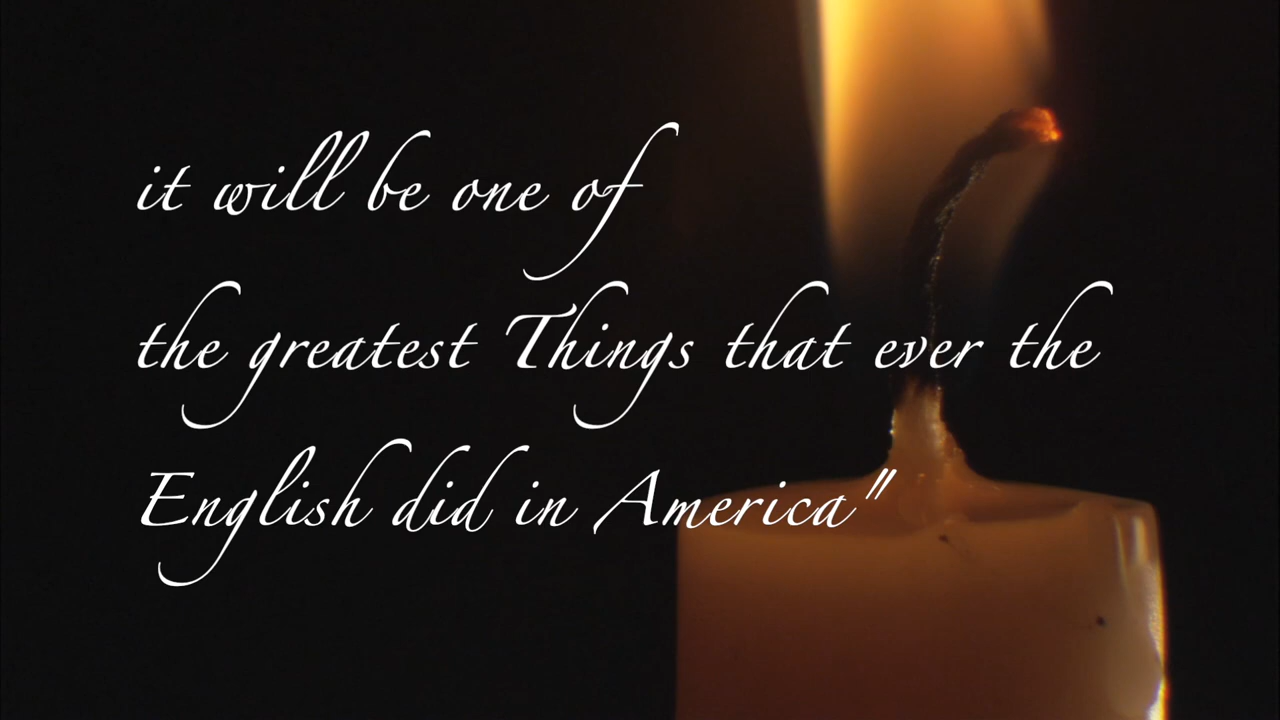 it will be one of
the greatest Things that ever the
English did in America"